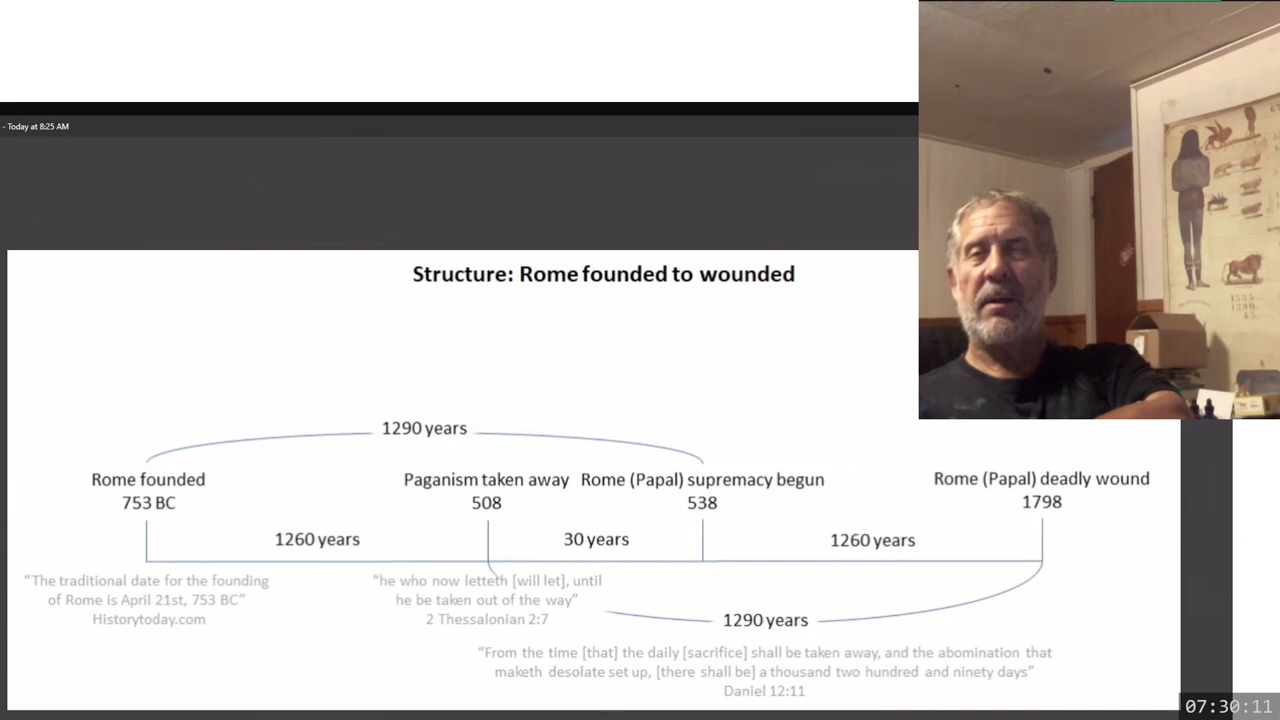 - Today at 8:25 AM
Structure: Rome founded to wounded
1290 years
Rome founded
753 BC
Paganism taken away
508
Rome (Papal) supremacy begun
538
Rome (Papal) deadly wound
1798
1260 years
30 years
1260 years
“The traditional date for the founding
of Rome is April 21st, 753 BC”
Historytoday.com
“he who now letteth [will let], until
he be taken out of the way”
2 Thessalonian 2:7
1290 years
“From the time [that] the daily [sacrifice] shall be taken away, and the abomination that
maketh desolate set up, [there shall be] a thousand two hundred and ninety days”
Daniel 12:11
1335
1290
45
07:30:11